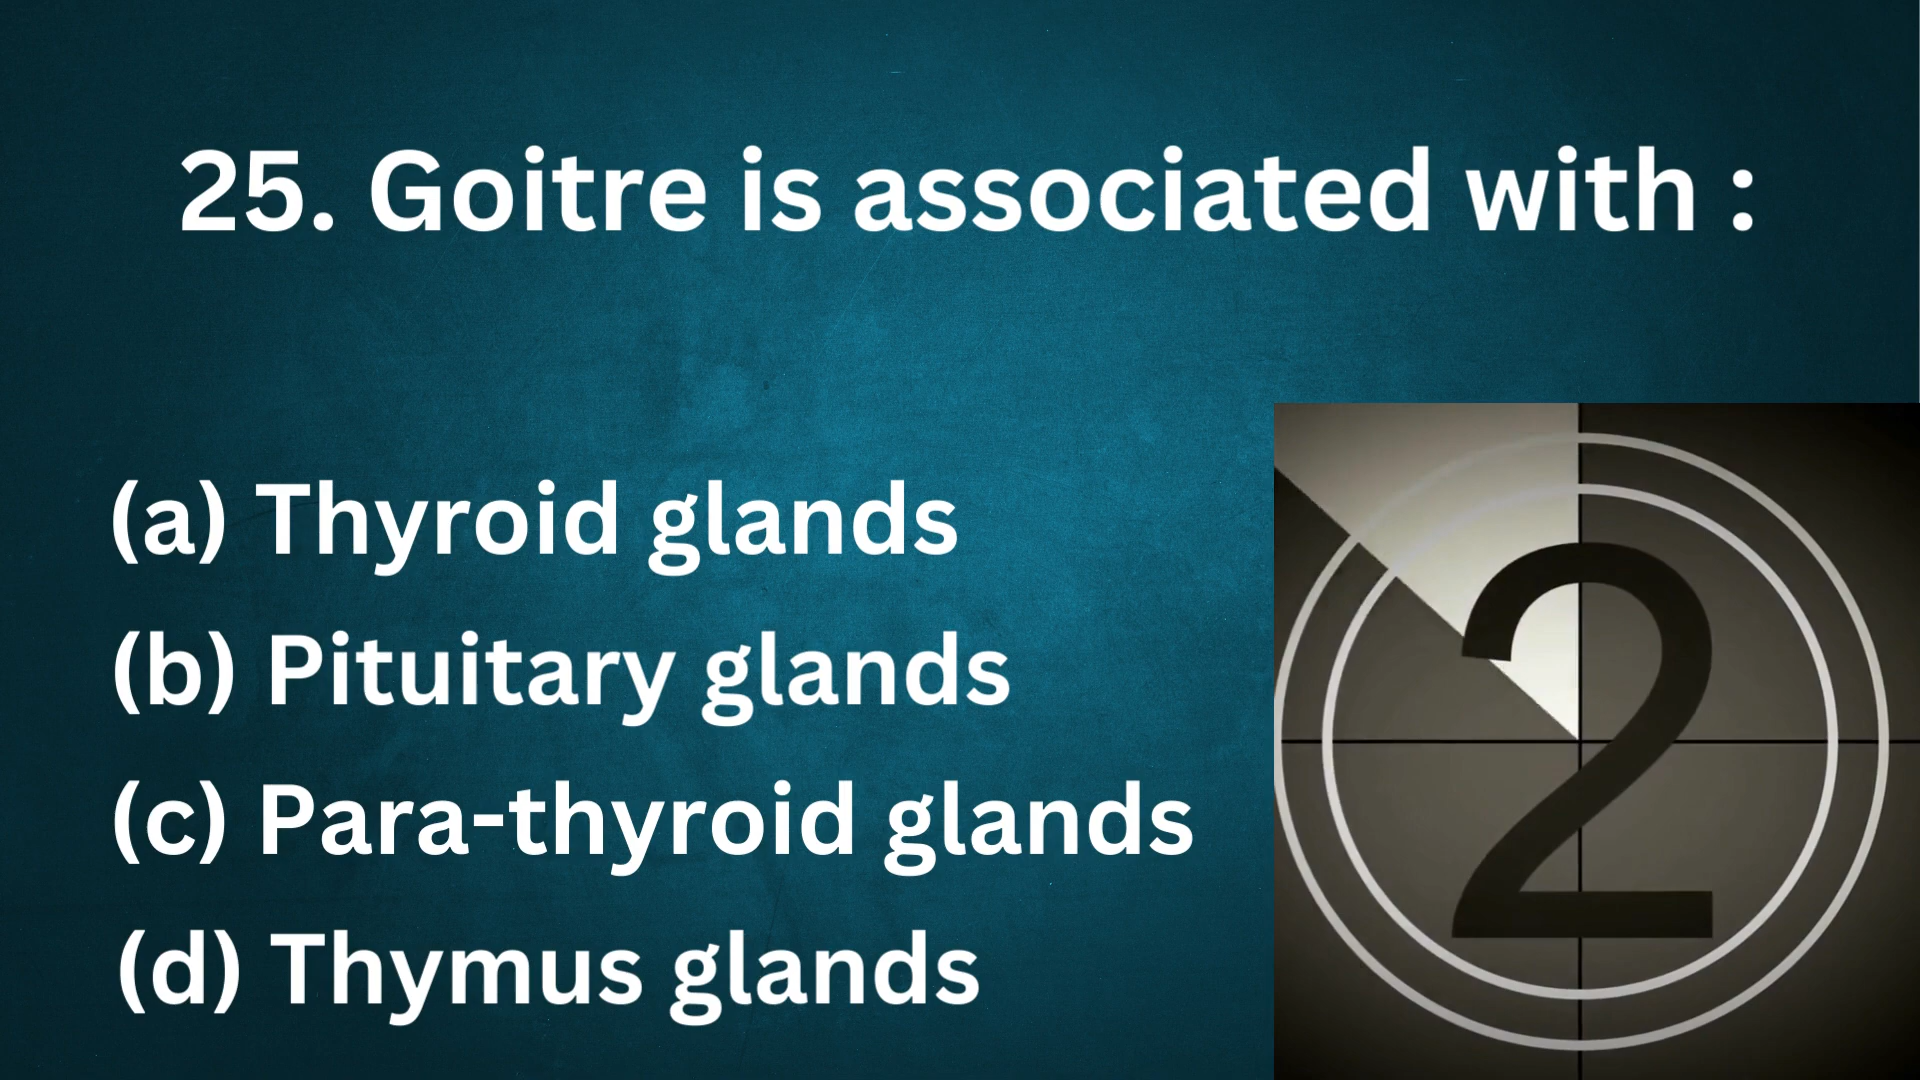 25. Goitre is associated with :
(a) Thyroid glands
(b) Pituitary glands
(c) Para-thyroid glands
(d) Thymus glands
2